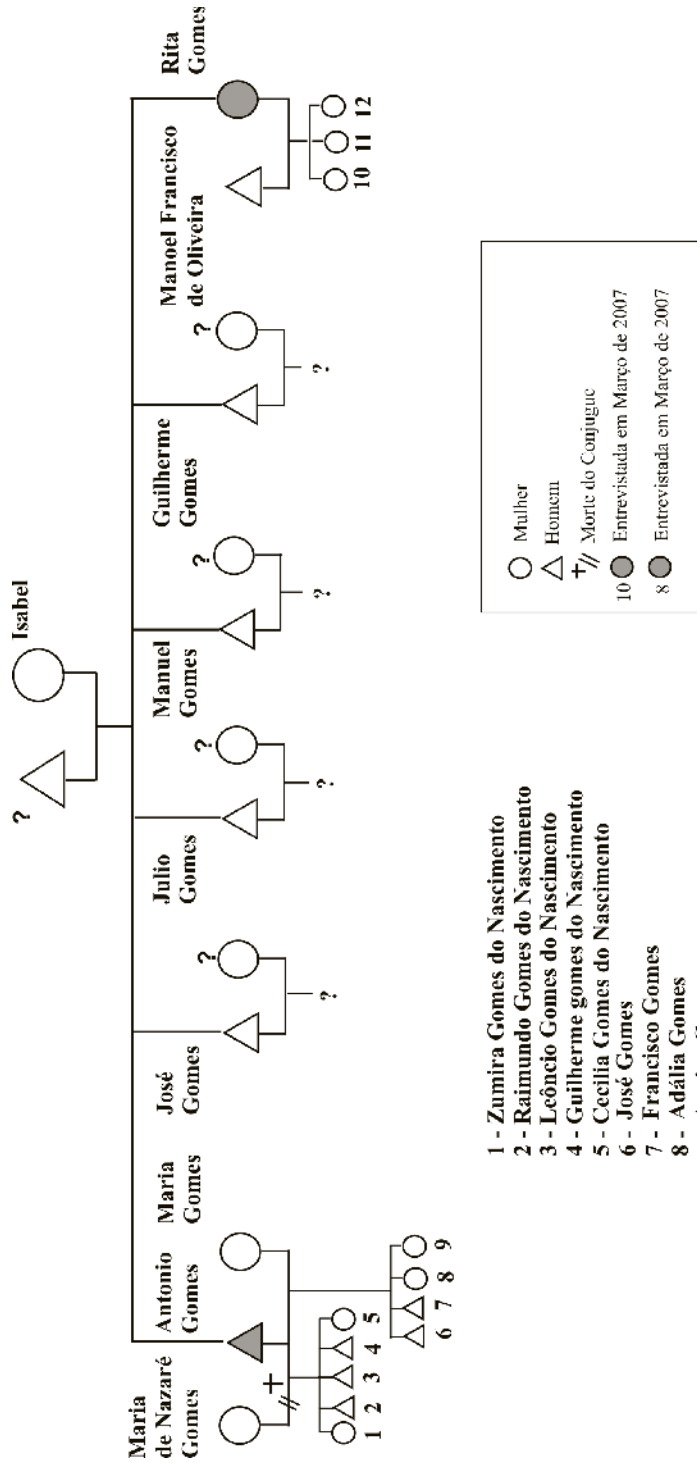 ?
Isabel
Maria
de Nazaré
Gomes
Antonio
Gomes
Maria
Gomes
José
Gomes
?
Julio
Gomes
?
Manuel
Gomes
?
Guilherme
Gomes
?
Manoel Francisco
de Oliveira
Rita
Gomes
1 2 3 4 5
6 7 8 9
?
?
?
?
10 11 12
1 - Zumira Gomes do Nascimento
2 - Raimundo Gomes do Nascimento
3 - Leôncio Gomes do Nascimento
4 - Guilherme gomes do Nascimento
5 - Cecilia Gomes do Nascimento
6 - José Gomes
7 - Francisco Gomes
8 - Adália Gomes
Mulher
Homem
Morte do Conjugue
10 Entrevistada em Março de 2007
8 Entrevistada em Março de 2007